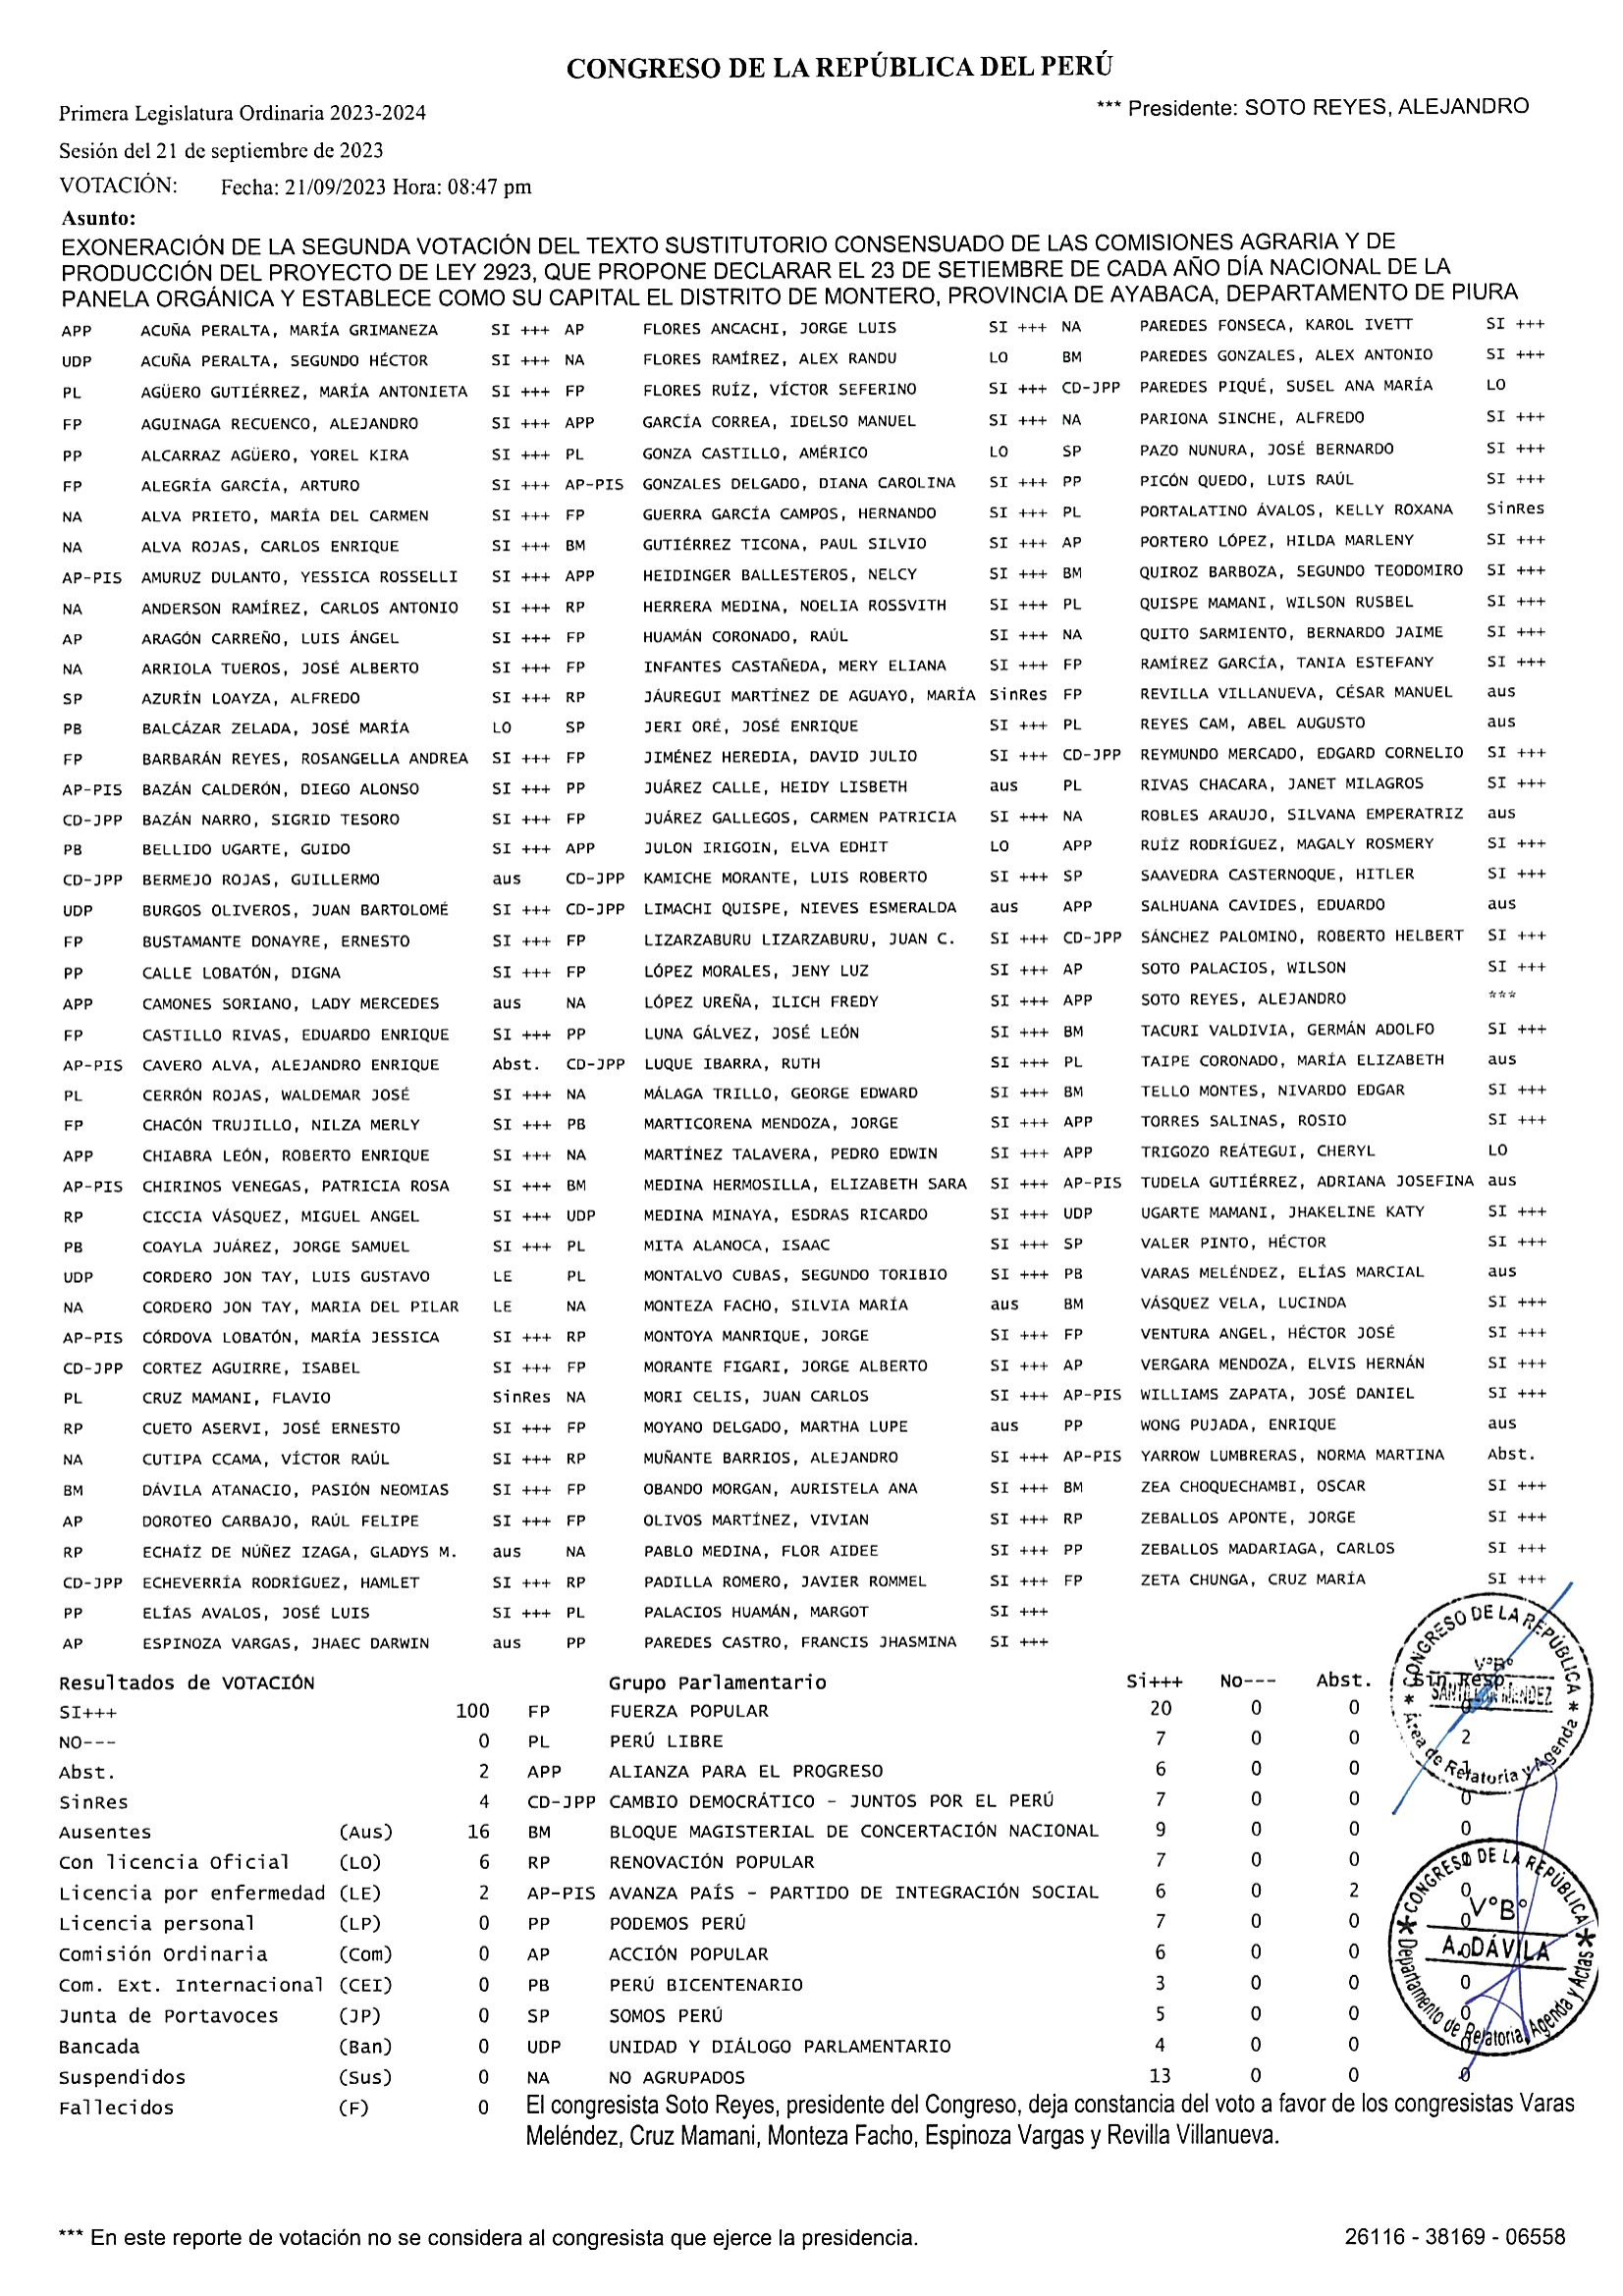 CONGRESO DE LA REPÚBLICA DEL PERÚ
Primera Legislatura Ordinaria 2023-2024 *** Presidente: SOTO REYES, ALEJANDRO
Sesión del 21 de septiembre de 2023
VOTACIÓN: Fecha: 21/09/2023 Hora: 08:47 pm
Asunto:
EXONERACIÓN DE LA SEGUNDA VOTACIÓN DEL TEXTO SUSTITUTORIO CONSENSUADO DE LAS COMISIONES AGRARIA Y DE
PRODUCCIÓN DEL PROYECTO DE LEY 2923, QUE PROPONE DECLARAR EL 23 DE SETIEMBRE DE CADA AÑO DÍA NACIONAL DE LA
PANELA ORGÁNICA Y ESTABLECE COMO SU CAPITAL EL DISTRITO DE MONTERO, PROVINCIA DE AYABACA, DEPARTAMENTO DE PIURA
APP ACUÑA PERALTA, MARÍA GRIMANEZA SI +++ AP FLORES ANCACHI, JORGE LUIS SI +++ NA PAREDES FONSECA, KAROL IVETT SI +++
UDP ACUÑA PERALTA, SEGUNDO HÉCTOR SI +++ NA FLORES RAMÍREZ, ALEX RANDU LO BM PAREDES GONZALES, ALEX ANTONIO SI +++
PL AGÜERO GUTIÉRREZ, MARÍA ANTONIETA SI +++ FP FLORES RUÍZ, VÍCTOR SEFERINO SI +++ CD-JPP PAREDES PIQUÉ, SUSEL ANA MARÍA LO
FP AGUINAGA RECUENCO, ALEJANDRO SI +++ APP GARCÍA CORREA, IDELSO MANUEL SI +++ NA PARIONA SINCHE, ALFREDO SI +++
PP ALCARRAZ AGÜERO, YOREL KIRA SI +++ PL GONZA CASTILLO, AMÉRICO LO SP PAZO NUNURA, JOSÉ BERNARDO SI +++
FP ALEGRÍA GARCÍA, ARTURO SI +++ AP-PIS GONZALES DELGADO, DIANA CAROLINA SI +++ PP PICÓN QUEDO, LUIS RAÚL SI +++
NA ALVA PRIETO, MARÍA DEL CARMEN SI +++ FP GUERRA GARCÍA CAMPOS, HERNANDO SI +++ PL PORTALATINO ÁVALOS, KELLY ROXANA SinRes
NA ALVA ROJAS, CARLOS ENRIQUE SI +++ BM GUTIÉRREZ TICONA, PAUL SILVIO SI +++ AP PORTERO LÓPEZ, HILDA MARLENY SI +++
AP-PIS AMURUZ DULANTO, YESSICA ROSSELLI SI +++ APP HEIDINGER BALLESTEROS, NELCY SI +++ BM QUIROZ BARBOZA, SEGUNDO TEODOMIRO SI +++
NA ANDERSON RAMÍREZ, CARLOS ANTONIO SI +++ RP HERRERA MEDINA, NOELIA ROSSVITH SI +++ PL QUISPE MAMANI, WILSON RUSBEL SI +++
AP ARAGÓN CARREÑO, LUIS ÁNGEL SI +++ FP HUAMÁN CORONADO, RAÚL SI +++ NA QUITO SARMIENTO, BERNARDO JAIME SI +++
NA ARRIOLA TUEROS, JOSÉ ALBERTO SI +++ FP INFANTES CASTAÑEDA, MERY ELIANA SI +++ FP RAMÍREZ GARCÍA, TANIA ESTEFANY SI +++
SP AZURÍN LOAYZA, ALFREDO SI +++ RP JÁUREGUI MARTÍNEZ DE AGUAYO, MARÍA SinRes FP REVILLA VILLANUEVA, CÉSAR MANUEL aus
PB BALCÁZAR ZELADA, JOSÉ MARÍA LO SP JERI ORÉ, JOSÉ ENRIQUE SI +++ PL REYES CAM, ABEL AUGUSTO aus
FP BARBARÁN REYES, ROSANGELLA ANDREA SI +++ FP JIMÉNEZ HEREDIA, DAVID JULIO SI +++ CD-JPP REYMUNDO MERCADO, EDGARD CORNELIO SI +++
AP-PIS BAZÁN CALDERÓN, DIEGO ALONSO SI +++ PP JUÁREZ CALLE, HEIDY LISBETH aus PL RIVAS CHACARA, JANET MILAGROS SI +++
CD-JPP BAZÁN NARRO, SIGRID TESORO SI +++ FP JUÁREZ GALLEGOS, CARMEN PATRICIA SI +++ NA ROBLES ARAUJO, SILVANA EMPERATRIZ aus
PB BELLIDO UGARTE, GUIDO SI +++ APP JULON IRIGOIN, ELVA EDHIT LO APP RUÍZ RODRÍGUEZ, MAGALY ROSMERY SI +++
CD-JPP BERMEJO ROJAS, GUILLERMO aus CD-JPP KAMICHE MORANTE, LUIS ROBERTO SI +++ SP SAAVEDRA CASTERNOQUE, HITLER SI +++
UDP BURGOS OLIVEROS, JUAN BARTOLOMÉ SI +++ CD-JPP LIMACHI QUISPE, NIEVES ESMERALDA aus APP SALHUANA CAVIDES, EDUARDO aus
FP BUSTAMANTE DONAYRE, ERNESTO SI +++ FP LIZARZABURU LIZARZABURU, JUAN C. SI +++ CD-JPP SÁNCHEZ PALOMINO, ROBERTO HELBERT SI +++
PP CALLE LOBATÓN, DIGNA SI +++ FP LÓPEZ MORALES, JENY LUZ SI +++ AP SOTO PALACIOS, WILSON SI +++
APP CAMONES SORIANO, LADY MERCEDES aus NA LÓPEZ UREÑA, ILICH FREDY SI +++ APP SOTO REYES, ALEJANDRO ***
FP CASTILLO RIVAS, EDUARDO ENRIQUE SI +++ PP LUNA GÁLVEZ, JOSÉ LEÓN SI +++ BM TACURI VALDIVIA, GERMÁN ADOLFO SI +++
AP-PIS CAVERO ALVA, ALEJANDRO ENRIQUE Abst. CD-JPP LUQUE IBARRA, RUTH SI +++ PL TAIPE CORONADO, MARÍA ELIZABETH aus
PL CERRÓN ROJAS, WALDEMAR JOSÉ SI +++ NA MÁLAGA TRILLO, GEORGE EDWARD SI +++ BM TELLO MONTES, NIVARDO EDGAR SI +++
FP CHACÓN TRUJILLO, NILZA MERLY SI +++ PB MARTICORENA MENDOZA, JORGE SI +++ APP TORRES SALINAS, ROSIO SI +++
APP CHIABRA LEÓN, ROBERTO ENRIQUE SI +++ NA MARTÍNEZ TALAVERA, PEDRO EDWIN SI +++ APP TRIGOZO REÁTEGUI, CHERYL LO
AP-PIS CHIRINOS VENEGAS, PATRICIA ROSA SI +++ BM MEDINA HERMOSILLA, ELIZABETH SARA SI +++ AP-PIS TUDELA GUTIÉRREZ, ADRIANA JOSEFINA aus
RP CICCIA VÁSQUEZ, MIGUEL ANGEL SI +++ UDP MEDINA MINAYA, ESDRAS RICARDO SI +++ UDP UGARTE MAMANI, JHAKELINE KATY SI +++
PB COAYLA JUÁREZ, JORGE SAMUEL SI +++ PL MITA ALANOCA, ISAAC SI +++ SP VALER PINTO, HÉCTOR SI +++
UDP CORDERO JON TAY, LUIS GUSTAVO LE PL MONTALVO CUBAS, SEGUNDO TORIBIO SI +++ PB VARAS MELÉNDEZ, ELÍAS MARCIAL aus
NA CORDERO JON TAY, MARIA DEL PILAR LE NA MONTEZA FACHO, SILVIA MARÍA aus BM VÁSQUEZ VELA, LUCINDA SI +++
AP-PIS CÓRDOVA LOBATÓN, MARÍA JESSICA SI +++ RP MONTOYA MANRIQUE, JORGE SI +++ FP VENTURA ANGEL, HÉCTOR JOSÉ SI +++
CD-JPP CORTEZ AGUIRRE, ISABEL SI +++ FP MORANTE FIGARI, JORGE ALBERTO SI +++ AP VERGARA MENDOZA, ELVIS HERNÁN SI +++
PL CRUZ MAMANI, FLAVIO SinRes NA MORI CELIS, JUAN CARLOS SI +++ AP-PIS WILLIAMS ZAPATA, JOSÉ DANIEL SI +++
RP CUETO ASERVI, JOSÉ ERNESTO SI +++ FP MOYANO DELGADO, MARTHA LUPE aus PP WONG PUJADA, ENRIQUE aus
NA CUTIPA CCAMA, VÍCTOR RAÚL SI +++ RP MUÑANTE BARRIOS, ALEJANDRO SI +++ AP-PIS YARROW LUMBRERAS, NORMA MARTINA Abst.
BM DÁVILA ATANACIO, PASIÓN NEOMIAS SI +++ FP OBANDO MORGAN, AURISTELA ANA SI +++ BM ZEA CHOQUECHAMBI, OSCAR SI +++
AP DOROTEO CARBAJO, RAÚL FELIPE SI +++ FP OLIVOS MARTÍNEZ, VIVIAN SI +++ RP ZEBALLOS APONTE, JORGE SI +++
RP ECHAÍZ DE NÚÑEZ IZAGA, GLADYS M. aus NA PABLO MEDINA, FLOR AIDEE SI +++ PP ZEBALLOS MADARIAGA, CARLOS SI +++
CD-JPP ECHEVERRÍA RODRÍGUEZ, HAMLET SI +++ RP PADILLA ROMERO, JAVIER ROMMEL SI +++ FP ZETA CHUNGA, CRUZ MARÍA SI +++
PP ELÍAS AVALOS, JOSÉ LUIS SI +++ PL PALACIOS HUAMÁN, MARGOT SI +++
AP ESPINOZA VARGAS, JHAEC DARWIN aus PP PAREDES CASTRO, FRANCIS JHASMINA SI +++
Resultados de VOTACIÓN Grupo Parlamentario Si+++ No--- Abst. Sin Resp.
SI+++ 100 FP FUERZA POPULAR 20 0 0 0
NO--- 0 PL PERÚ LIBRE 7 0 0 2
Abst. 2 APP ALIANZA PARA EL PROGRESO 6 0 0 1
SinRes 4 CD-JPP CAMBIO DEMOCRÁTICO - JUNTOS POR EL PERÚ 7 0 0 0
Ausentes (Aus) 16 BM BLOQUE MAGISTERIAL DE CONCERTACIÓN NACIONAL 9 0 0 0
Con licencia Oficial (LO) 6 RP RENOVACIÓN POPULAR 7 0 0
Licencia por enfermedad (LE) 2 AP-PIS AVANZA PAÍS - PARTIDO DE INTEGRACIÓN SOCIAL 6 0 2 0
Licencia personal (LP) 0 PP PODEMOS PERÚ 7 0 0 0
Comisión Ordinaria (Com) 0 AP ACCIÓN POPULAR 6 0 0 0
Com. Ext. Internacional (CEI) 0 PB PERÚ BICENTENARIO 3 0 0 0
Junta de Portavoces (JP) 0 SP SOMOS PERÚ 5 0 0 0
Bancada (Ban) 0 UDP UNIDAD Y DIÁLOGO PARLAMENTARIO 4 0 0 0
Suspendidos (Sus) 0 NA NO AGRUPADOS 13 0 0 0
Fallecidos (F) 0
El congresista Soto Reyes, presidente del Congreso, deja constancia del voto a favor de los congresistas Varas
Meléndez, Cruz Mamani, Monteza Facho, Espinoza Vargas y Revilla Villanueva.
CONGRESO DE LA REPÚBLICA
V°B°
Área de Relatoria y Agenda
CONGRESO DE LA REPÚBLICA
V°B°
A. DÁVILA
Departamento de Relatoria, Agenda y Actas
*** En este reporte de votación no se considera al congresista que ejerce la presidencia. 26116 - 38169 - 06558